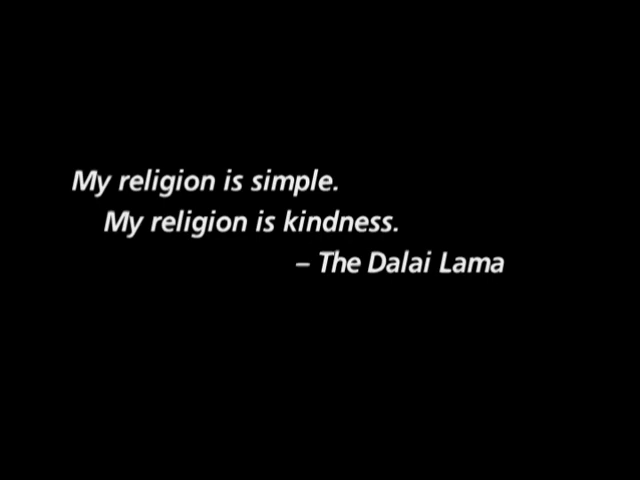 My religion is simple.
My religion is kindness.
– The Dalai Lama